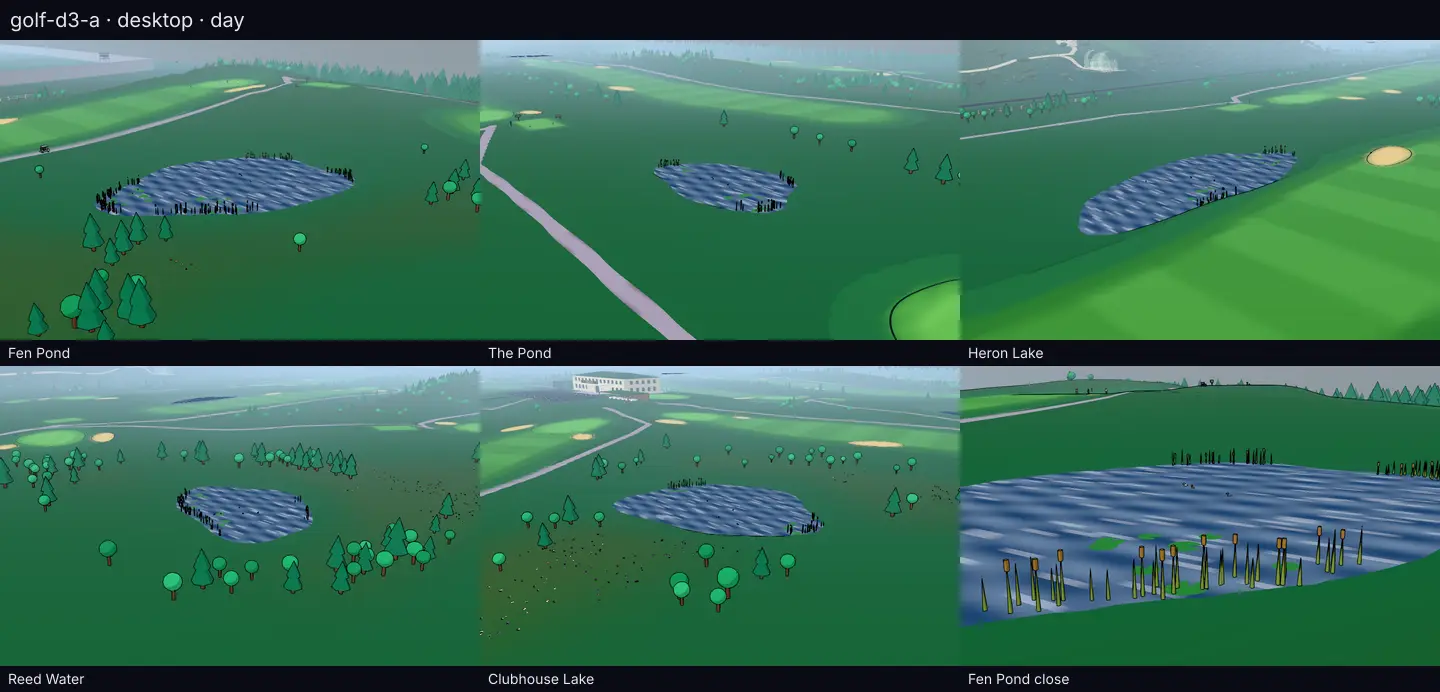 golf-d3-a · desktop · day
Fen Pond
The Pond
Heron Lake
Reed Water
Clubhouse Lake
Fen Pond close